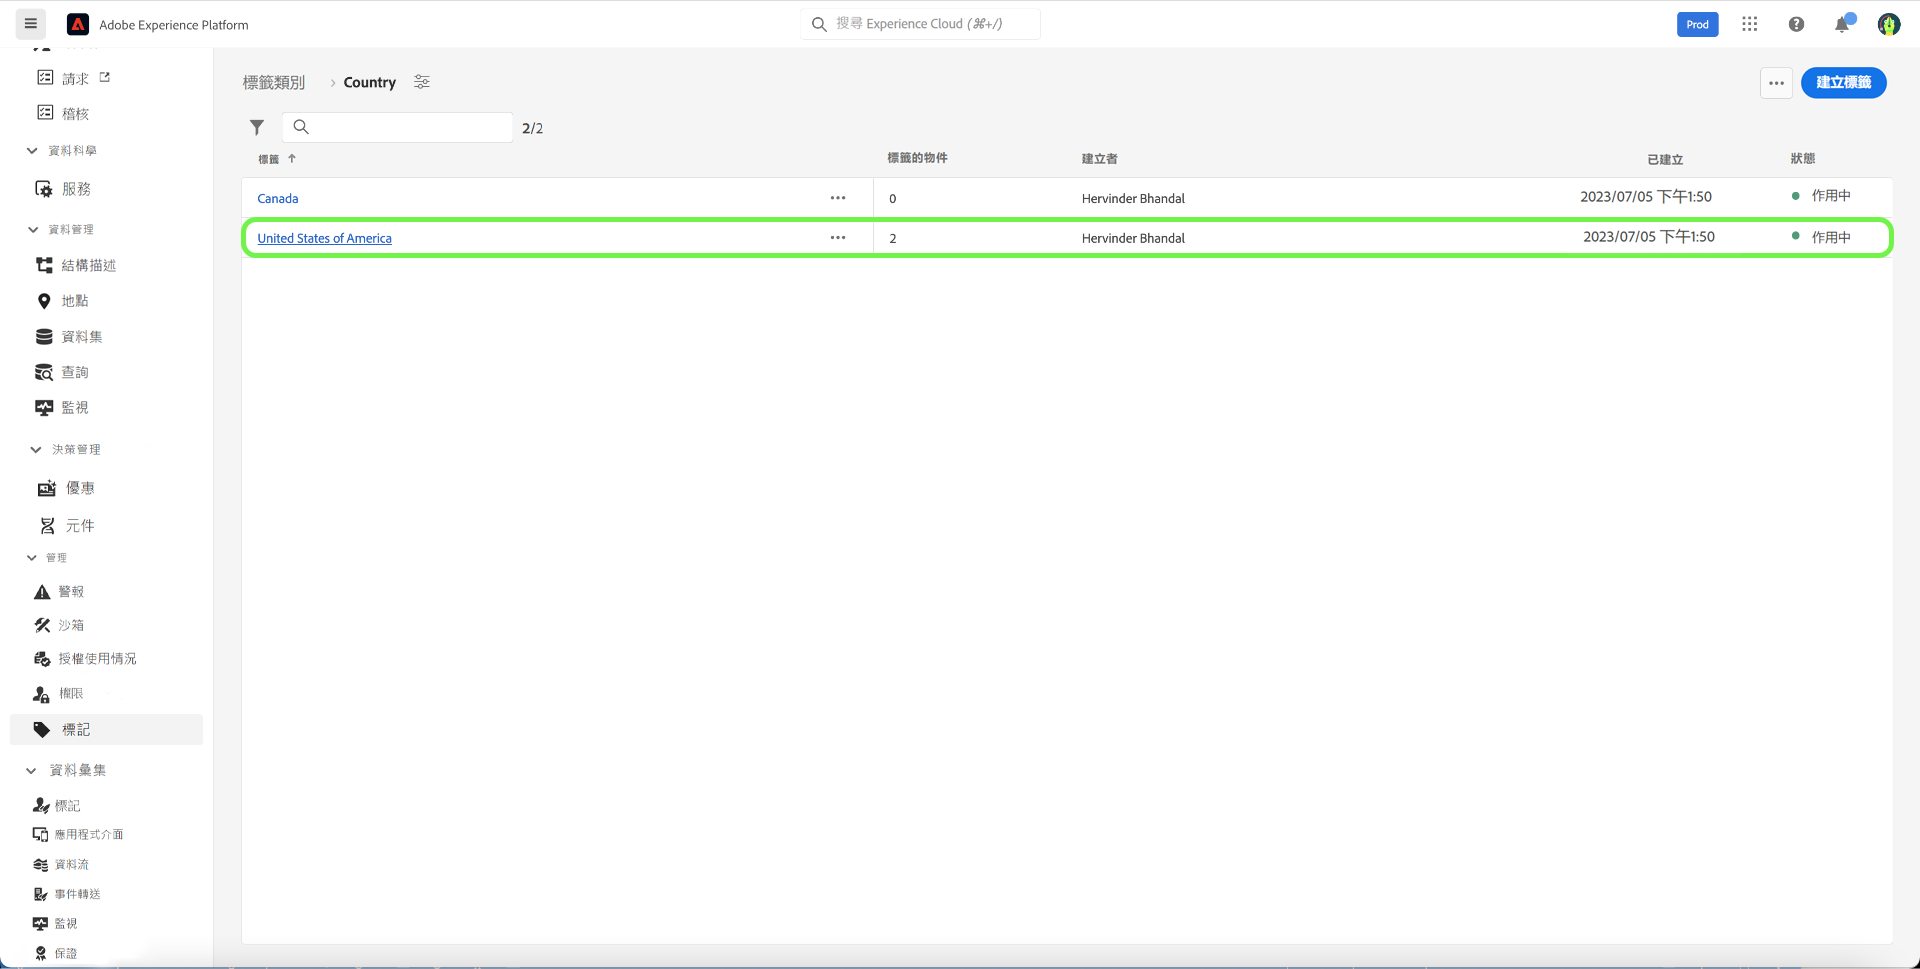 Adobe Experience Platform
搜尋 Experience Cloud (⌘+/)
Prod
請求
稽核
資料科學
服務
資料管理
結構描述
地點
資料集
查詢
監視
決策管理
優惠
元件
管理
警報
沙箱
授權使用情況
權限
標記
資料彙集
標記
應用程式介面
資料流
事件轉送
監視
保證
標籤類別 › Country
建立標籤
2/2
標籤 ↑ 標籤的物件 建立者 已建立 狀態
Canada ••• 0 Hervinder Bhandal 2023/07/05 下午1:50 作用中
United States of America ••• 2 Hervinder Bhandal 2023/07/05 下午1:50 作用中